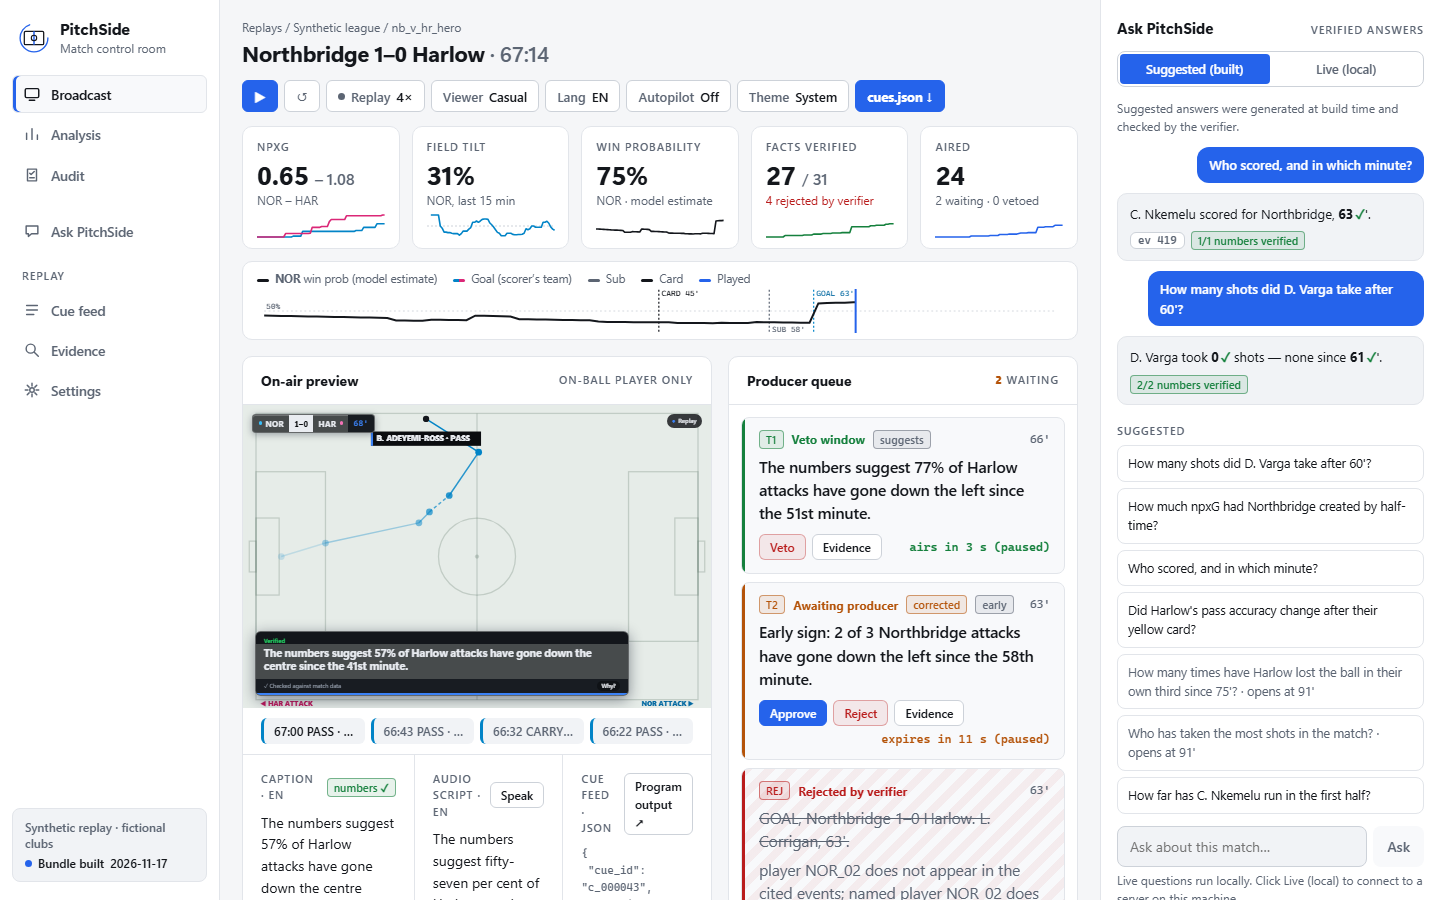 PitchSide
Match control room
Broadcast
Analysis
Audit
Ask PitchSide
REPLAY
Cue feed
Evidence
Settings
Synthetic replay · fictional
clubs
Bundle built 2026-11-17
Replays / Synthetic league / nb_v_hr_hero
Northbridge 1–0 Harlow · 67:14
▶ ↺ Replay 4× Viewer Casual Lang EN Autopilot Off Theme System cues.json ↓
NPXG
0.65 – 1.08
NOR – HAR
FIELD TILT
31%
NOR, last 15 min
WIN PROBABILITY
75%
NOR · model estimate
FACTS VERIFIED
27 / 31
4 rejected by verifier
AIRED
24
2 waiting · 0 vetoed
NOR win prob (model estimate) Goal (scorer's team) Sub Card Played
50%
CARD 45'
SUB 58'
GOAL 63'
On-air preview
ON-BALL PLAYER ONLY
NOR 1–0 HAR 68'
Replay
B. ADEYEMI-ROSS · PASS
Verified
The numbers suggest 57% of Harlow attacks have gone down the
centre since the 41st minute.
✓ Checked against match data
Why?
◀ HAR ATTACK
NOR ATTACK ▶
67:00 PASS · ...
66:43 PASS · ...
66:32 CARRY...
66:22 PASS · ...
CAPTION
· EN
numbers ✓
The numbers suggest
57% of Harlow
attacks have gone
down the centre
AUDIO
SCRIPT ·
EN
Speak
The numbers
suggest fifty-
seven per cent of
CUE
FEED
·
JSON
Program
output
↗
{
"cue_id":
"c_000043",
Producer queue
2 WAITING
T1 Veto window suggests 66'
The numbers suggest 77% of Harlow
attacks have gone down the left since
the 51st minute.
Veto Evidence airs in 3 s (paused)
T2 Awaiting producer corrected early 63'
Early sign: 2 of 3 Northbridge attacks
have gone down the left since the 58th
minute.
Approve Reject Evidence
expires in 11 s (paused)
REJ Rejected by verifier 63'
GOAL, Northbridge 1–0 Harlow. L.
Corrigan, 63'.
player NOR_02 does not appear in the
cited events; named player NOR_02 does
Ask PitchSide
VERIFIED ANSWERS
Suggested (built) Live (local)
Suggested answers were generated at build time and
checked by the verifier.
Who scored, and in which minute?
C. Nkemelu scored for Northbridge, 63 ✓'.
ev 419 1/1 numbers verified
How many shots did D. Varga take after
60'?
D. Varga took 0 ✓ shots — none since 61 ✓'.
2/2 numbers verified
SUGGESTED
How many shots did D. Varga take after 60'?
How much npxG had Northbridge created by half-
time?
Who scored, and in which minute?
Did Harlow's pass accuracy change after their
yellow card?
How many times have Harlow lost the ball in their
own third since 75'? · opens at 91'
Who has taken the most shots in the match? ·
opens at 91'
How far has C. Nkemelu run in the first half?
Ask about this match... Ask
Live questions run locally. Click Live (local) to connect to a
server on this machine.